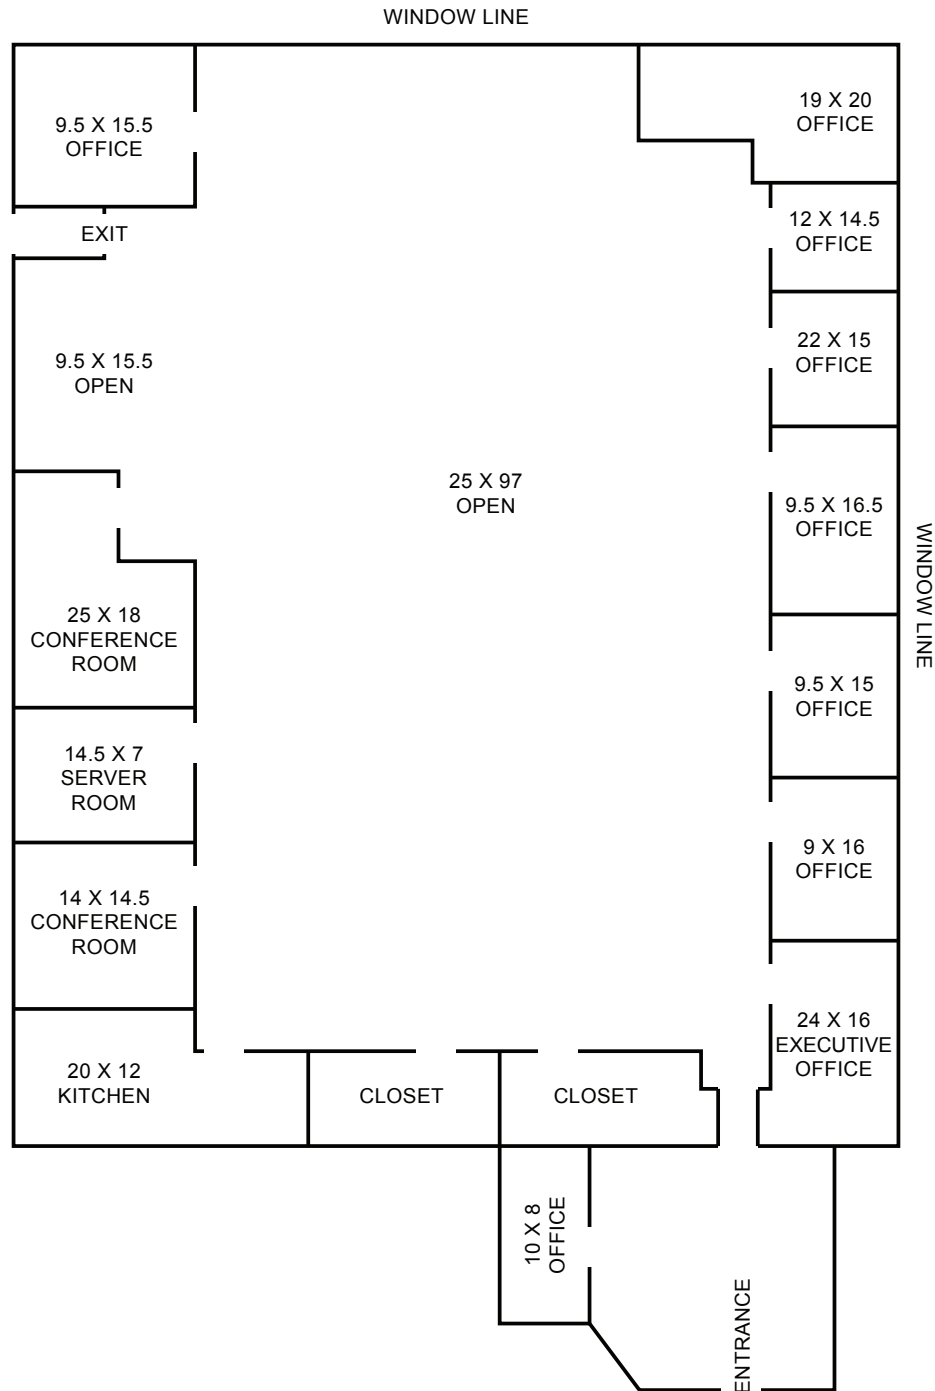 WINDOW LINE
9.5 X 15.5
OFFICE
19 X 20
OFFICE
EXIT
12 X 14.5
OFFICE
9.5 X 15.5
OPEN
22 X 15
OFFICE
25 X 97
OPEN
9.5 X 16.5
OFFICE
WINDOW LINE
25 X 18
CONFERENCE
ROOM
9.5 X 15
OFFICE
14.5 X 7
SERVER
ROOM
9 X 16
OFFICE
14 X 14.5
CONFERENCE
ROOM
24 X 16
EXECUTIVE
OFFICE
20 X 12
KITCHEN
CLOSET
CLOSET
10 X 8
OFFICE
ENTRANCE